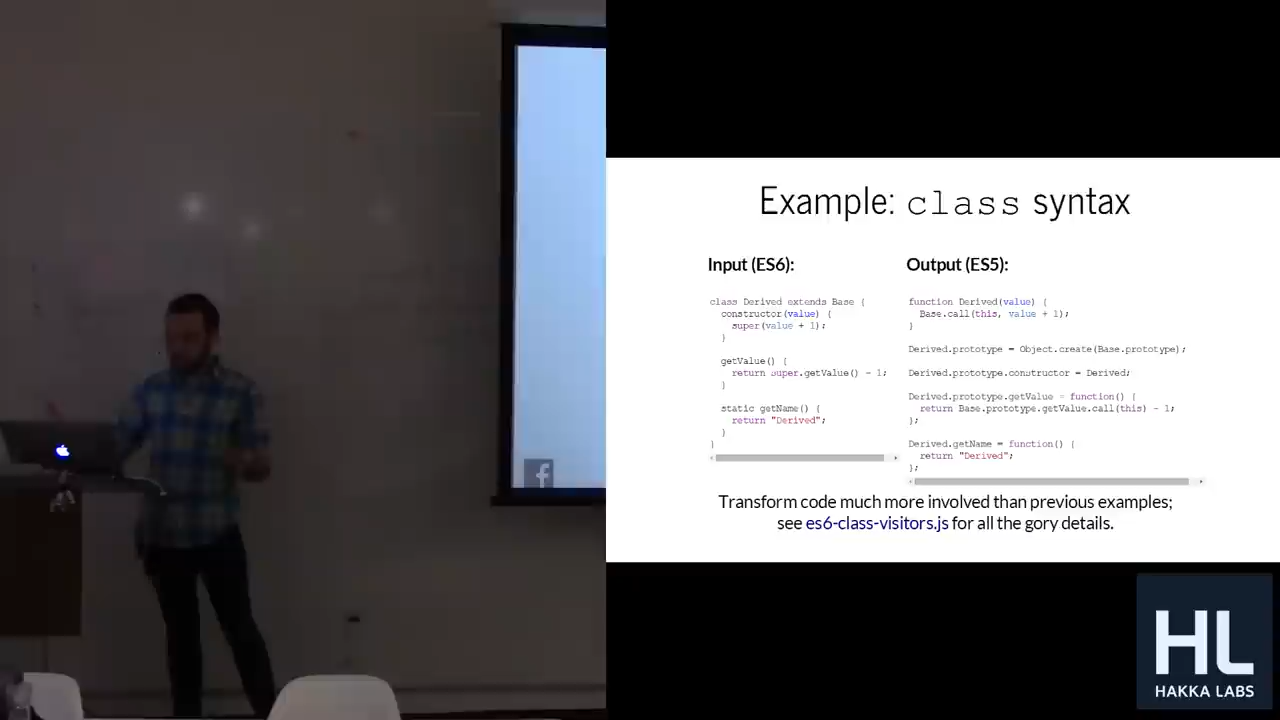 Example: class syntax
Input (ES6):
class Derived extends Base {
constructor(value) {
super(value + 1);
}
getValue() {
return super.getValue() - 1;
}
static getName() {
return "Derived";
}
}
Output (ES5):
function Derived(value) {
Base.call(this, value + 1);
}
Derived.prototype = Object.create(Base.prototype);
Derived.prototype.constructor = Derived;
Derived.prototype.getValue = function() {
return Base.prototype.getValue.call(this) - 1;
};
Derived.getName = function() {
return "Derived";
};
Transform code much more involved than previous examples;
see es6-class-visitors.js for all the gory details.
f
HL
HAKKA LABS